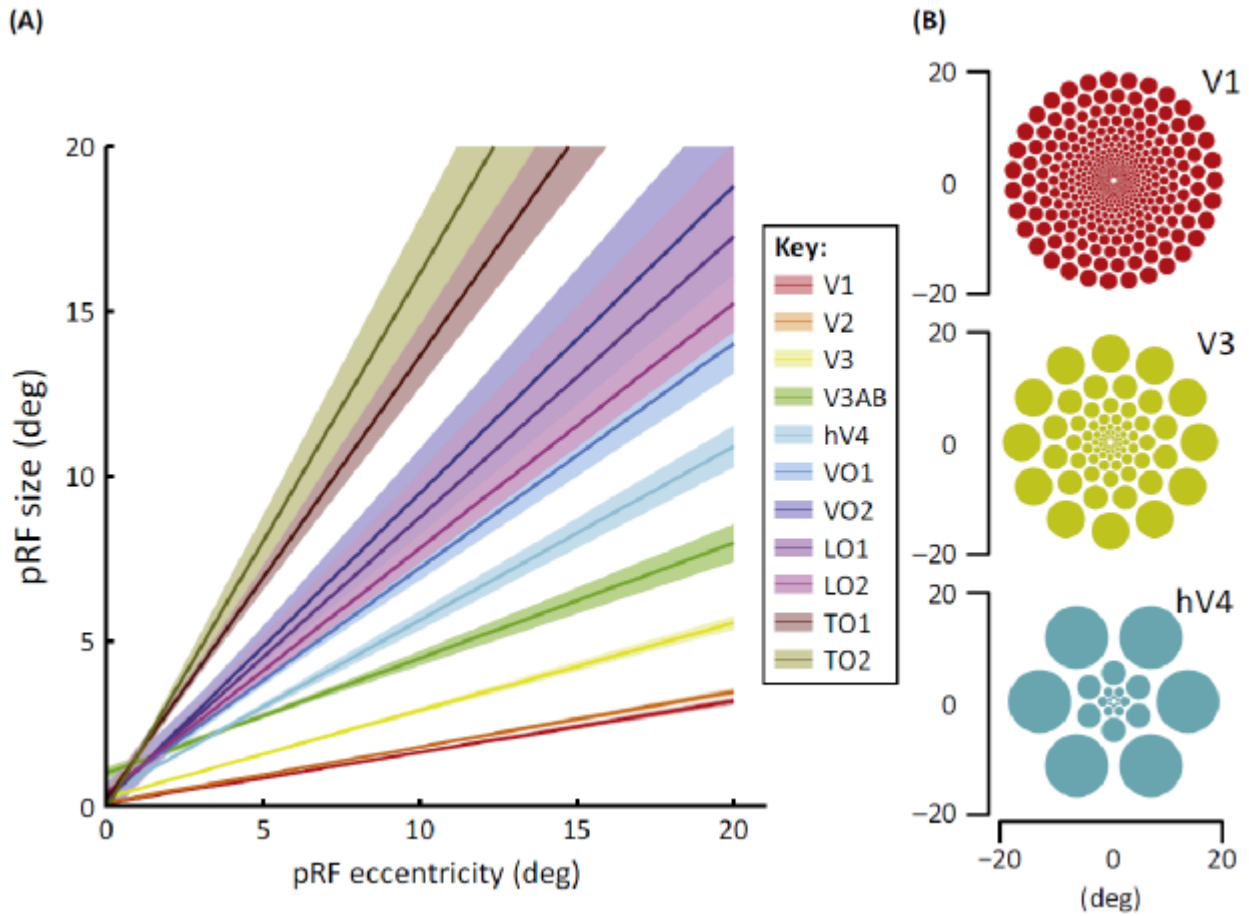 (A)
20
15
10
5
0
pRF size (deg)
0 5 10 15 20
pRF eccentricity (deg)
Key:
V1
V2
V3
V3AB
hV4
VO1
VO2
LO1
LO2
TO1
TO2
(B)
V1
20
0
−20
V3
20
0
−20
hV4
20
0
−20
−20 0 20
(deg)